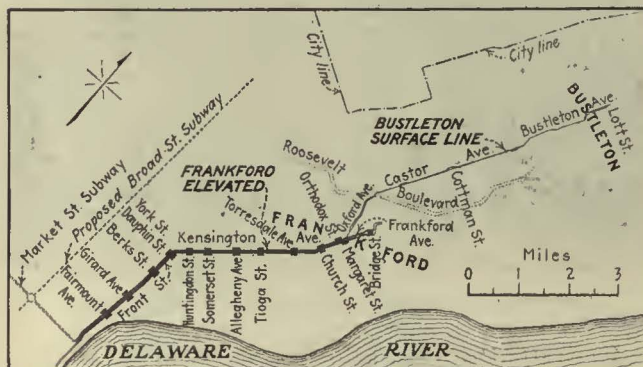 City line
City line
BUSTLETON
SURFACE LINE
Bustleton Ave.
BUSTLETON
Lott St.
Market St. Subway
Proposed Broad St. Subway
FRANKFORD
ELEVATED
Roosevelt
Boulevard
Castor Ave.
Cottman St.
Orthodox St.
Oxford Ave.
Torresdale Ave.
FRANKFORD
Frankford
Ave.
York St.
Dauphin St.
Berks St.
Girard Ave.
Fairmount
Ave.
Front St.
Kensington Ave.
Huntingdon St.
Somerset St.
Allegheny Ave.
Tioga St.
Church St.
Margaret St.
Bridge St.
Miles
0 1 2 3
DELAWARE RIVER